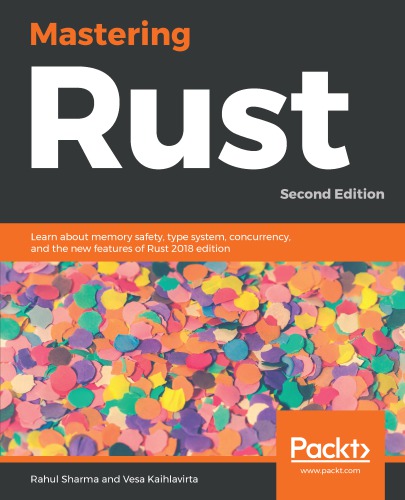 Mastering
Rust
Second Edition
Learn about memory safety, type system, concurrency,
and the new features of Rust 2018 edition
Packt>
www.packt.com
Rahul Sharma and Vesa Kaihlavirta